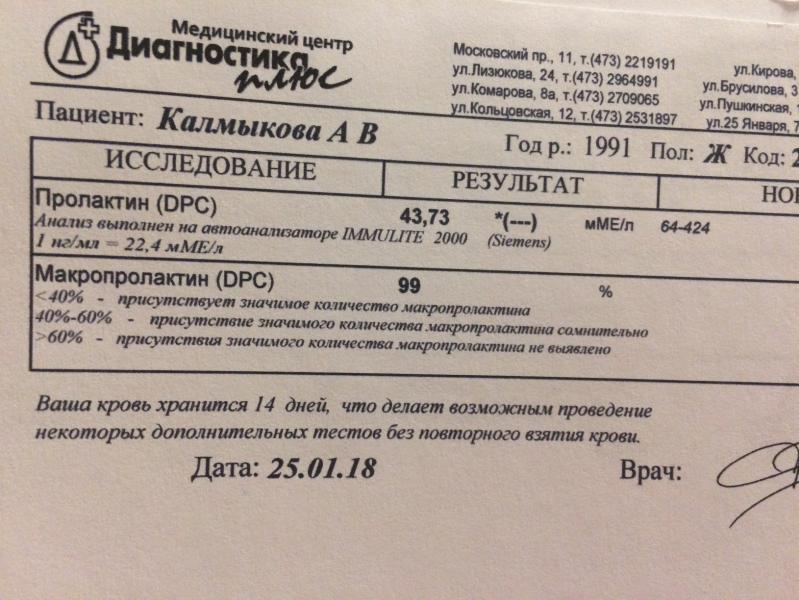 Медицинский центр
Диагностика
плюс
Московский пр., 11, т.(473) 2219191
ул.Лизюкова, 24, т.(473) 2964991
ул.Комарова, 8а, т.(473) 2709065
ул.Кольцовская, 12, т.(473) 2531897
ул.Кирова,
ул.Брусилова, 3
ул.Пушкинская,
ул.25 Января, 7
Пациент: Калмыкова А В Год р.: 1991 Пол: Ж Код: 2
ИССЛЕДОВАНИЕ РЕЗУЛЬТАТ
Пролактин (DPC) 43,73 *(---) мМЕ/л 64-424
Анализ выполнен на автоанализаторе IMMULITE 2000 (Siemens)
1 нг/мл = 22,4 мМЕ/л
Макропролактин (DPC) 99 %
<40% - присутствует значимое количество макропролактина
40%-60% - присутствие значимого количества макропролактина сомнительно
>60% - присутствия значимого количества макропролактина не выявлено
Ваша кровь хранится 14 дней, что делает возможным проведение
некоторых дополнительных тестов без повторного взятия крови.
Дата: 25.01.18 Врач: